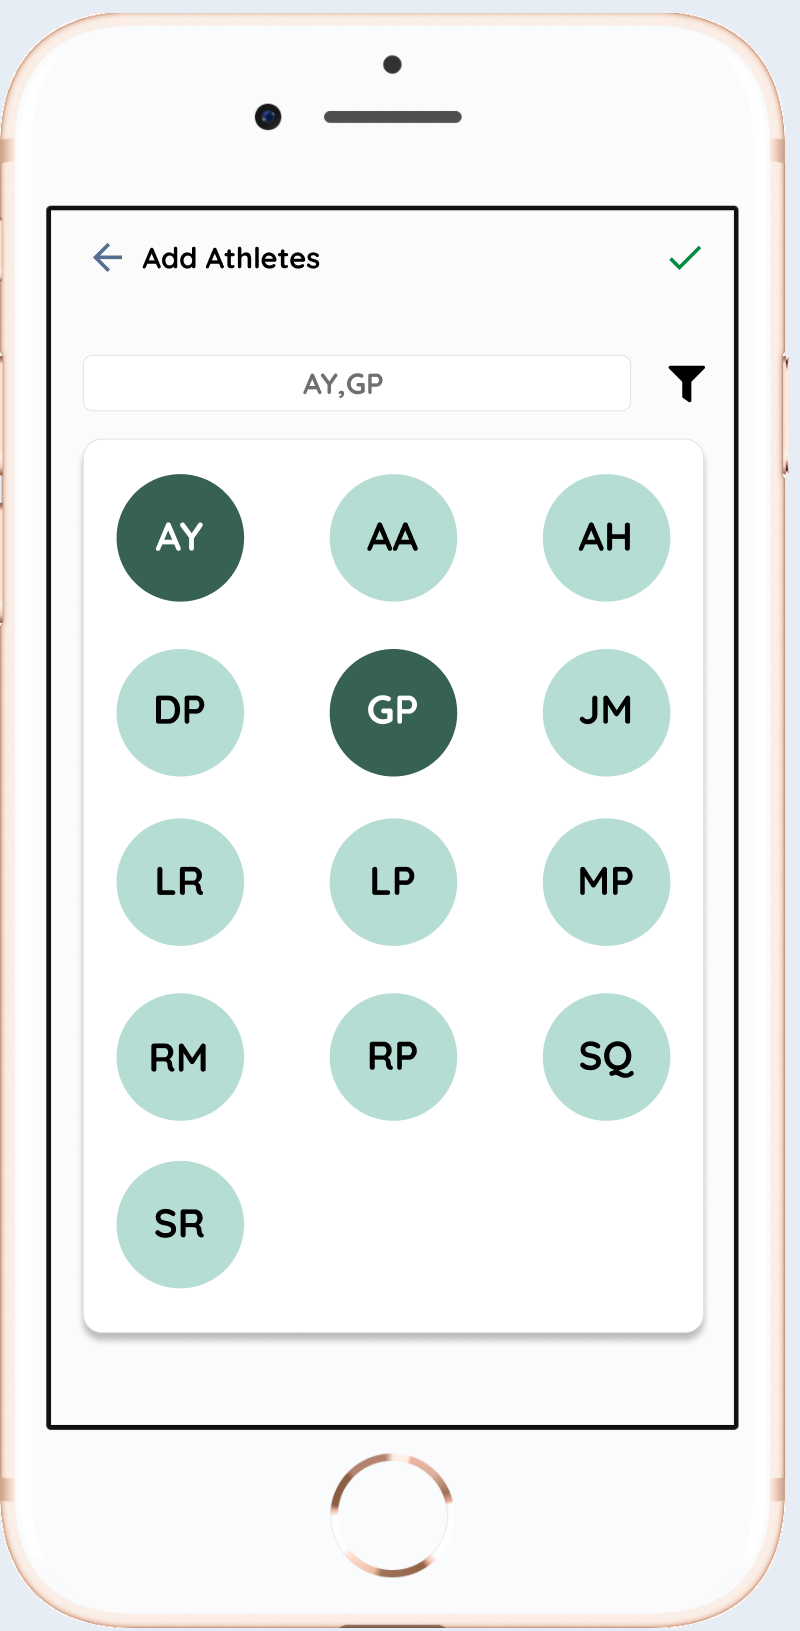 Add Athletes
AY,GP
AY AA AH
DP GP JM
LR LP MP
RM RP SQ
SR